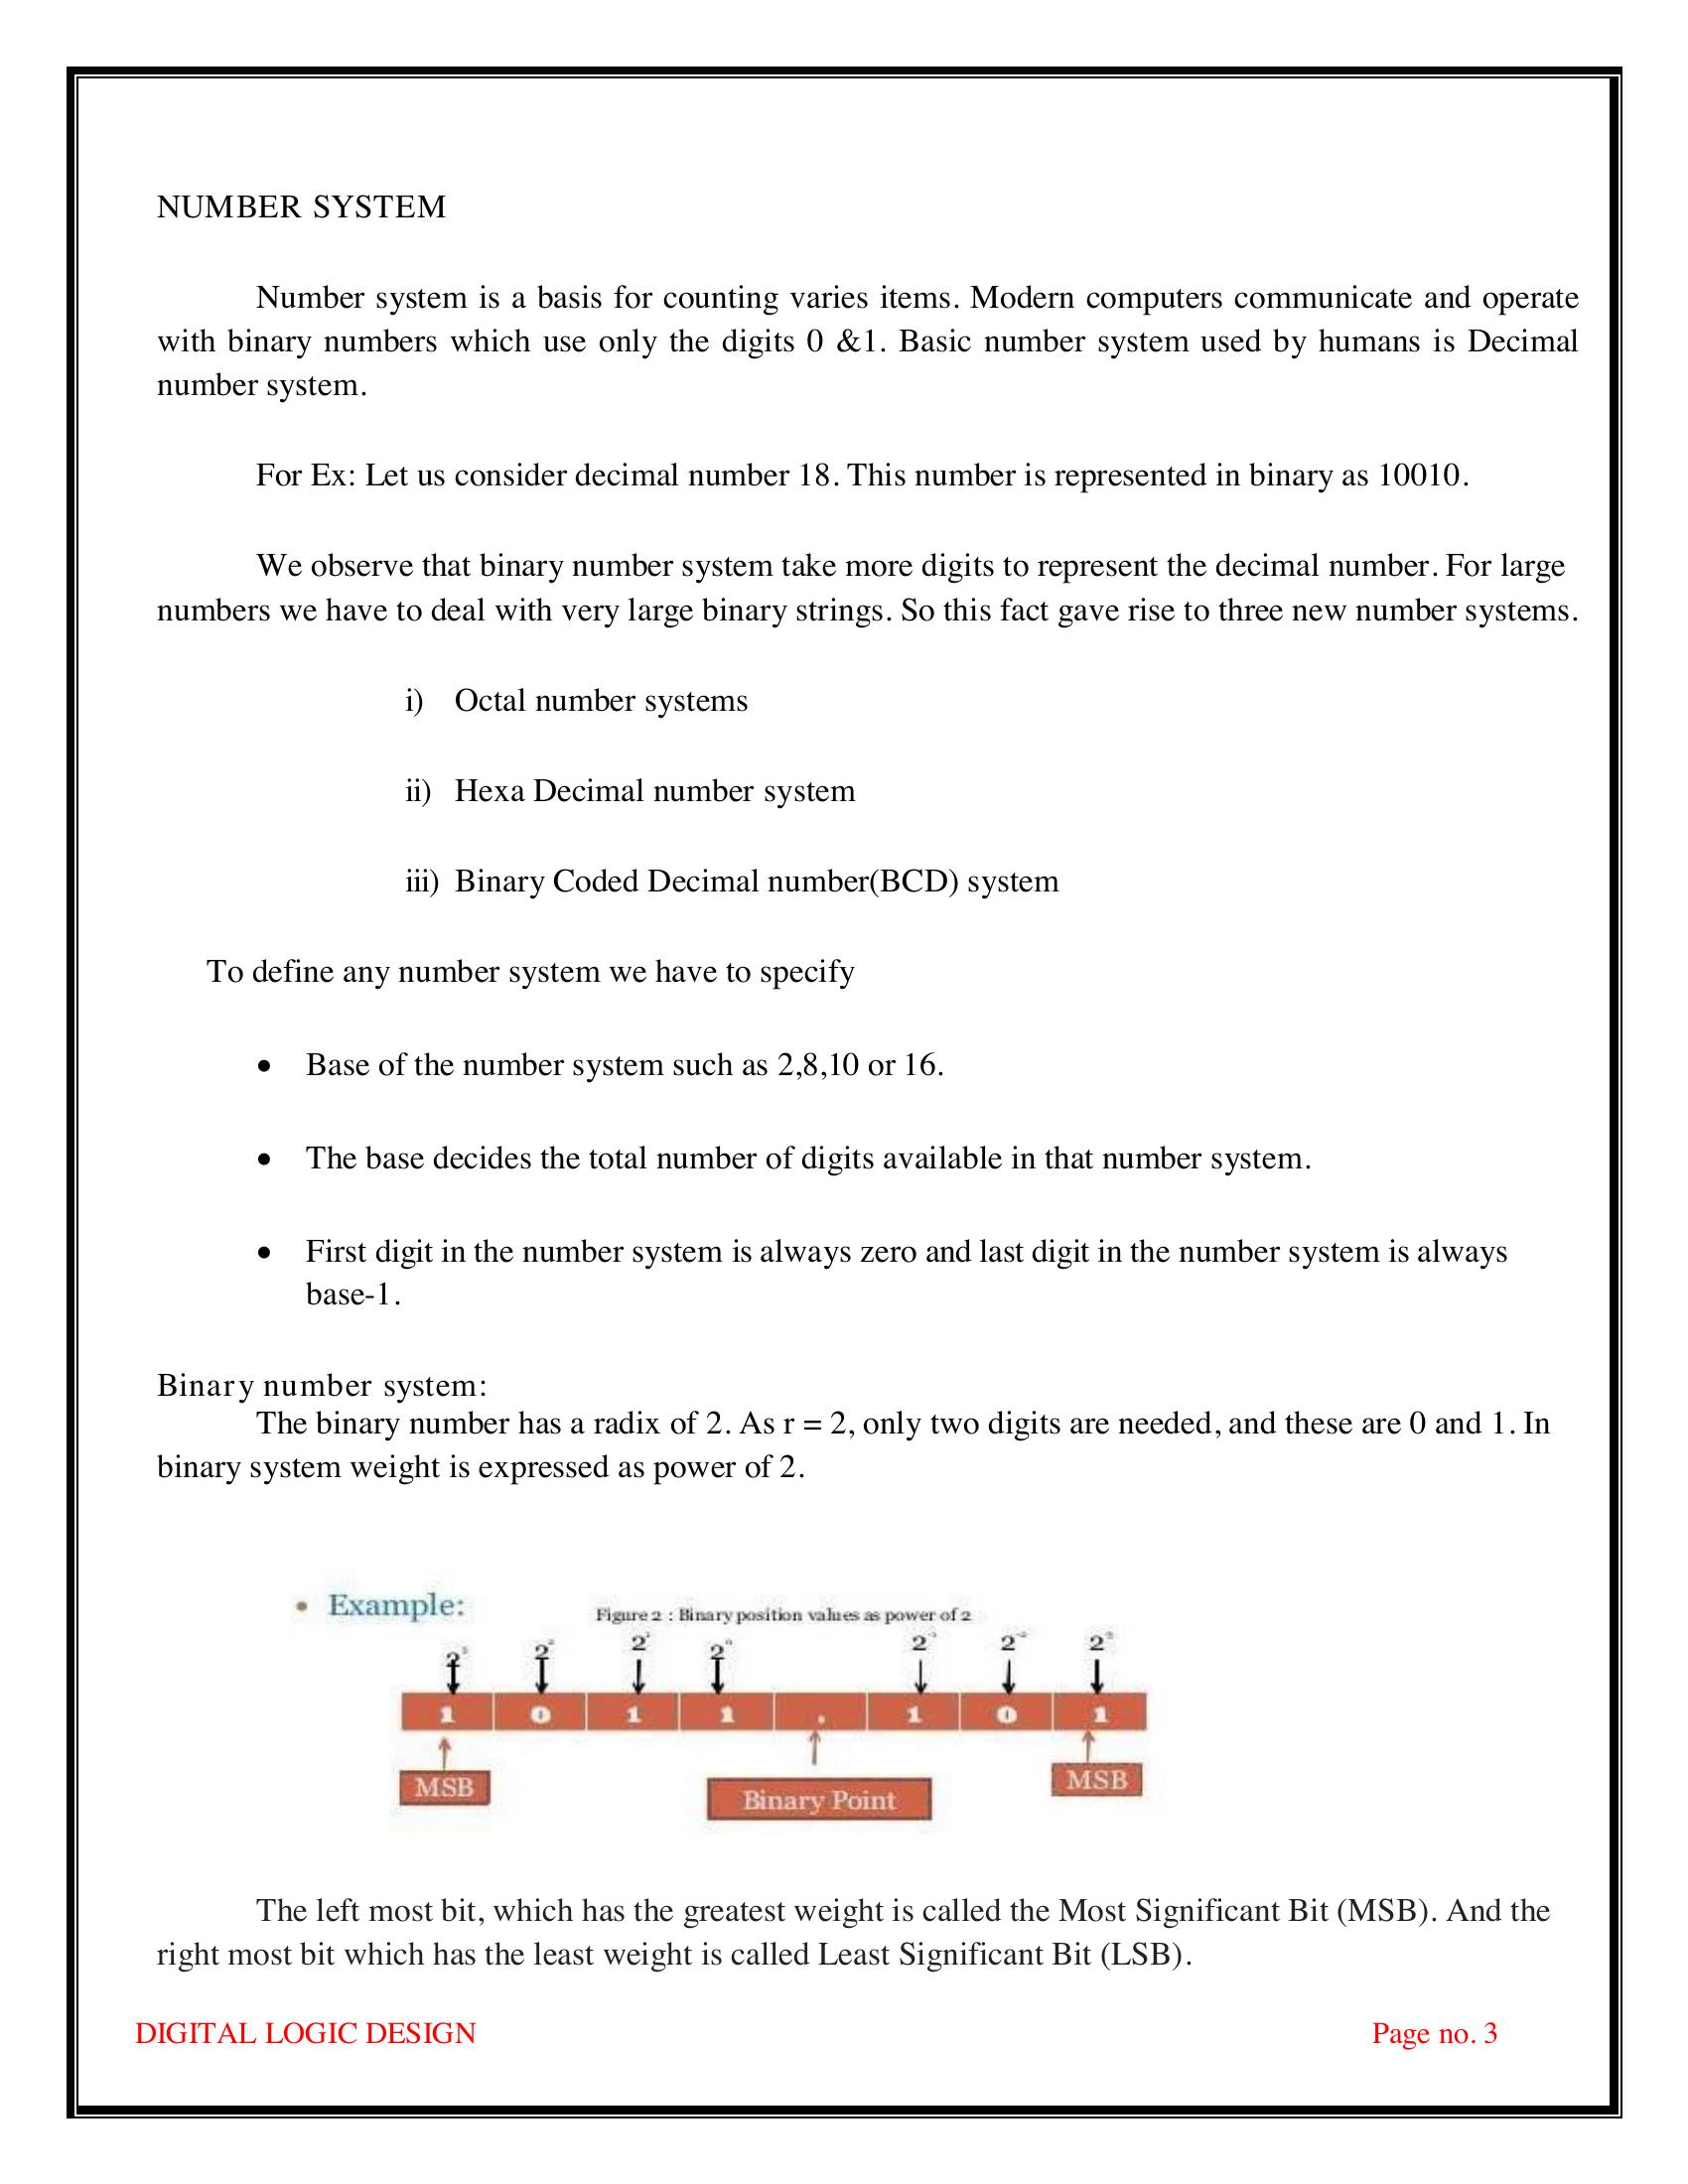 NUMBER SYSTEM
Number system is a basis for counting varies items. Modern computers communicate and operate
with binary numbers which use only the digits 0 &1. Basic number system used by humans is Decimal
number system.
For Ex: Let us consider decimal number 18. This number is represented in binary as 10010.
We observe that binary number system take more digits to represent the decimal number. For large
numbers we have to deal with very large binary strings. So this fact gave rise to three new number systems.
i) Octal number systems
ii) Hexa Decimal number system
iii) Binary Coded Decimal number(BCD) system
To define any number system we have to specify
• Base of the number system such as 2,8,10 or 16.
• The base decides the total number of digits available in that number system.
• First digit in the number system is always zero and last digit in the number system is always
base-1.
Binary number system:
The binary number has a radix of 2. As r = 2, only two digits are needed, and these are 0 and 1. In
binary system weight is expressed as power of 2.
• Example:
Figure 2 : Binary position values as power of 2
2³ 2² 2¹ 2⁰ 2⁻¹ 2⁻² 2⁻³
1 0 1 1 . 1 0 1
MSB Binary Point MSB
The left most bit, which has the greatest weight is called the Most Significant Bit (MSB). And the
right most bit which has the least weight is called Least Significant Bit (LSB).
DIGITAL LOGIC DESIGN Page no. 3